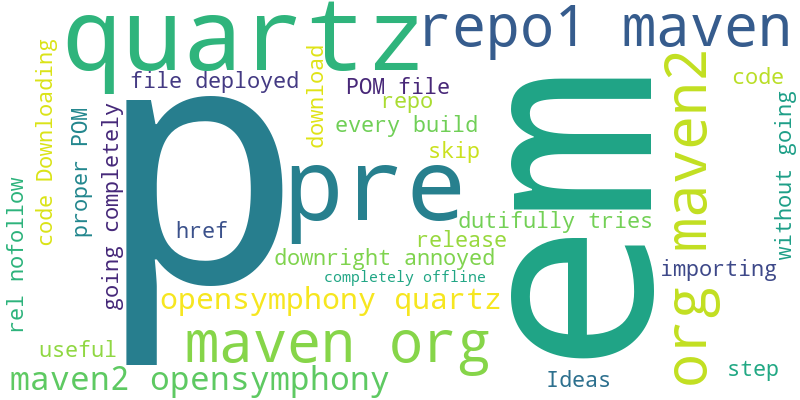 quartz
repo1 maven
file deployed
POM file
download
code Downloading
repo
code
every build
proper POM
skip
p
pre
em
org maven2
without going
going completely
rel nofollow
href
dutifully tries
release
downright annoyed
importing
completely offline
opensymphony quartz
maven org
useful
maven2 opensymphony
Ideas
step